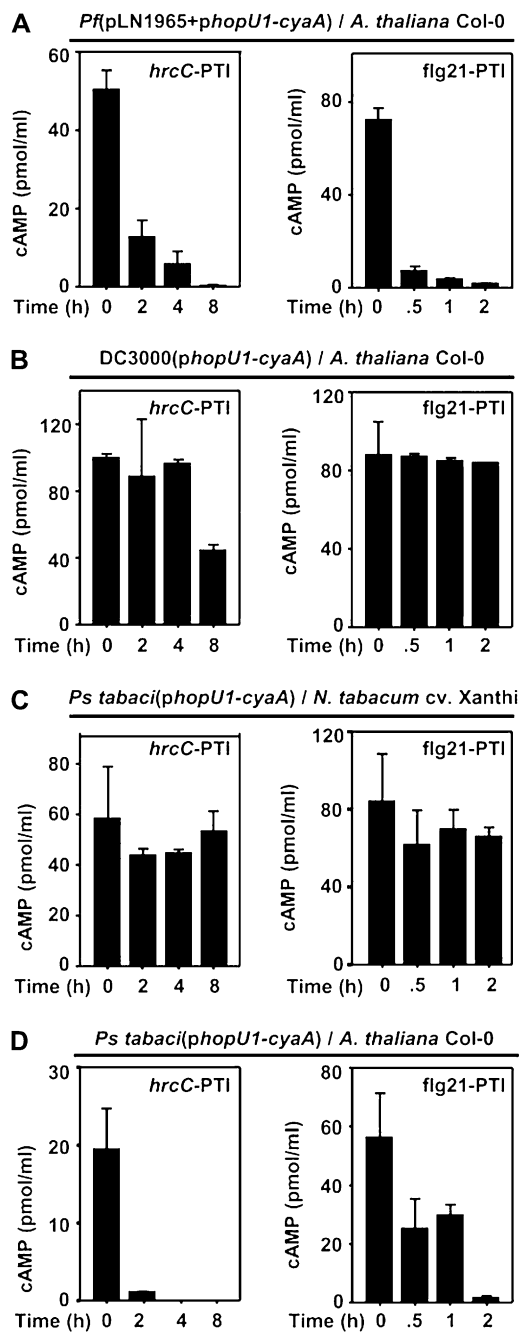 A
Pf(pLN1965+phopU1-cyaA) / A. thaliana Col-0
hrcC-PTI
cAMP (pmol/ml)
60
40
20
0
Time (h) 0 2 4 8
flg21-PTI
cAMP (pmol/ml)
80
40
0
Time (h) 0 .5 1 2
B
DC3000(phopU1-cyaA) / A. thaliana Col-0
hrcC-PTI
cAMP (pmol/ml)
120
80
40
0
Time (h) 0 2 4 8
flg21-PTI
cAMP (pmol/ml)
120
80
40
0
Time (h) 0 .5 1 2
C
Ps tabaci(phopU1-cyaA) / N. tabacum cv. Xanthi
hrcC-PTI
cAMP (pmol/ml)
80
60
40
20
0
Time (h) 0 2 4 8
flg21-PTI
cAMP (pmol/ml)
120
80
40
0
Time (h) 0 .5 1 2
D
Ps tabaci(phopU1-cyaA) / A. thaliana Col-0
hrcC-PTI
cAMP (pmol/ml)
30
20
10
0
Time (h) 0 2 4 8
flg21-PTI
cAMP (pmol/ml)
80
60
40
20
0
Time (h) 0 .5 1 2